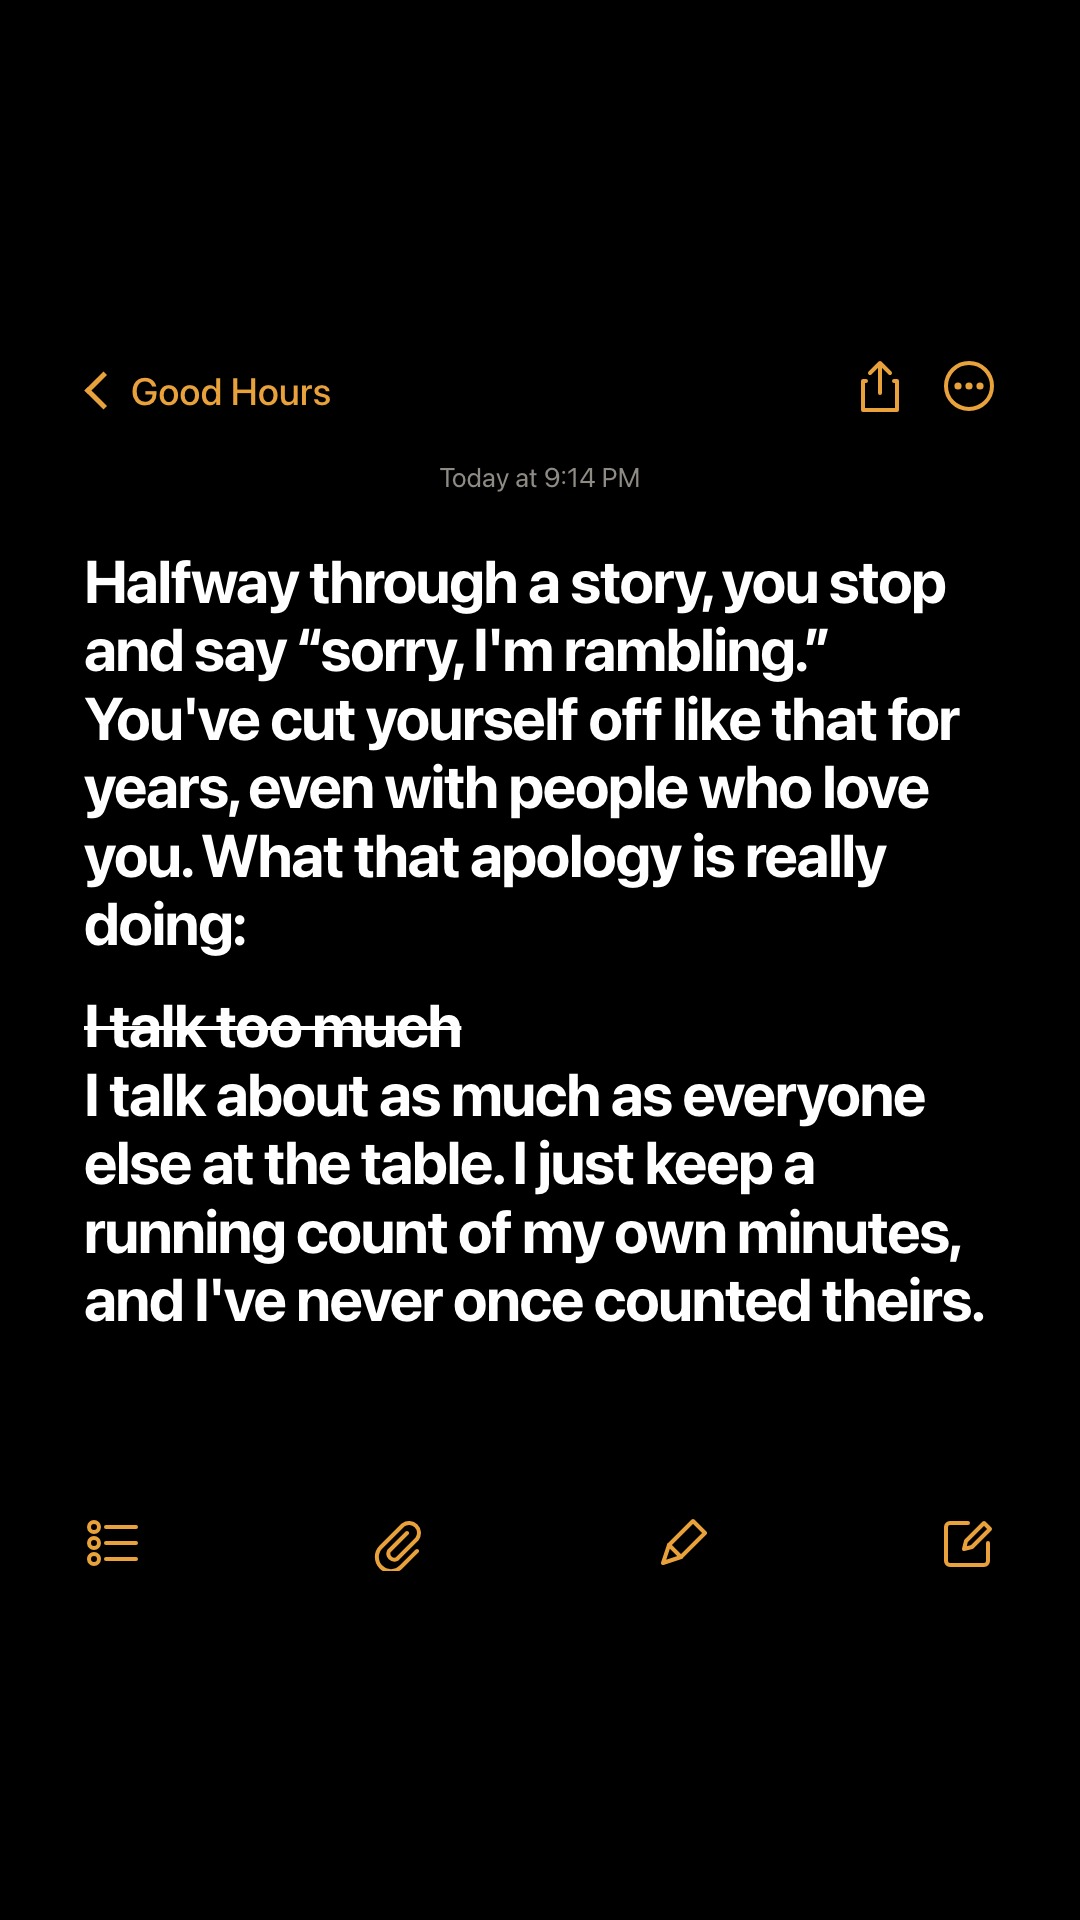 Good Hours
Today at 9:14 PM
Halfway through a story, you stop
and say “sorry, I'm rambling.”
You've cut yourself off like that for
years, even with people who love
you. What that apology is really
doing:
I talk too much
I talk about as much as everyone
else at the table. I just keep a
running count of my own minutes,
and I've never once counted theirs.